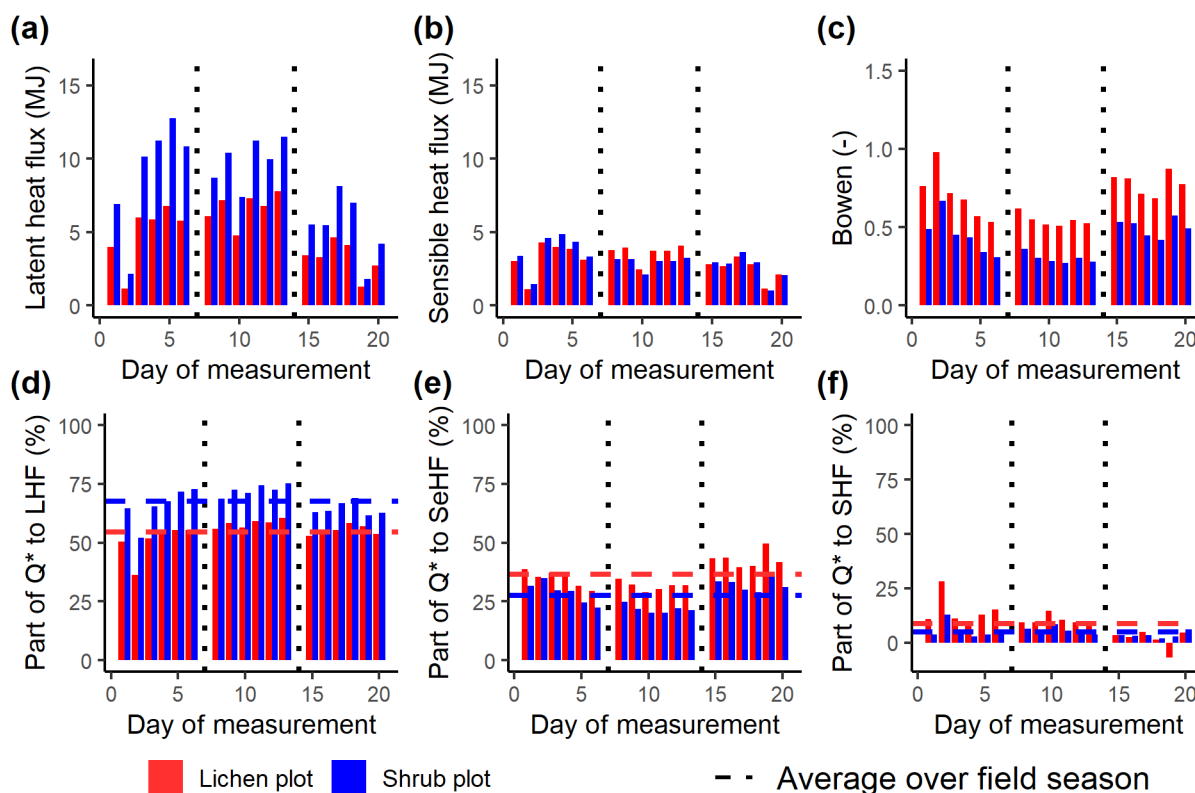 (a)
Latent heat flux (MJ)
15
10
5
0
0 5 10 15 20
Day of measurement
(b)
Sensible heat flux (MJ)
15
10
5
0
0 5 10 15 20
Day of measurement
(c)
Bowen (-)
1.5
1.0
0.5
0.0
0 5 10 15 20
Day of measurement
(d)
Part of Q* to LHF (%)
100
75
50
25
0
0 5 10 15 20
Day of measurement
(e)
Part of Q* to SeHF (%)
100
75
50
25
0
0 5 10 15 20
Day of measurement
(f)
Part of Q* to SHF (%)
100
75
50
25
0
0 5 10 15 20
Day of measurement
Lichen plot Shrub plot Average over field season